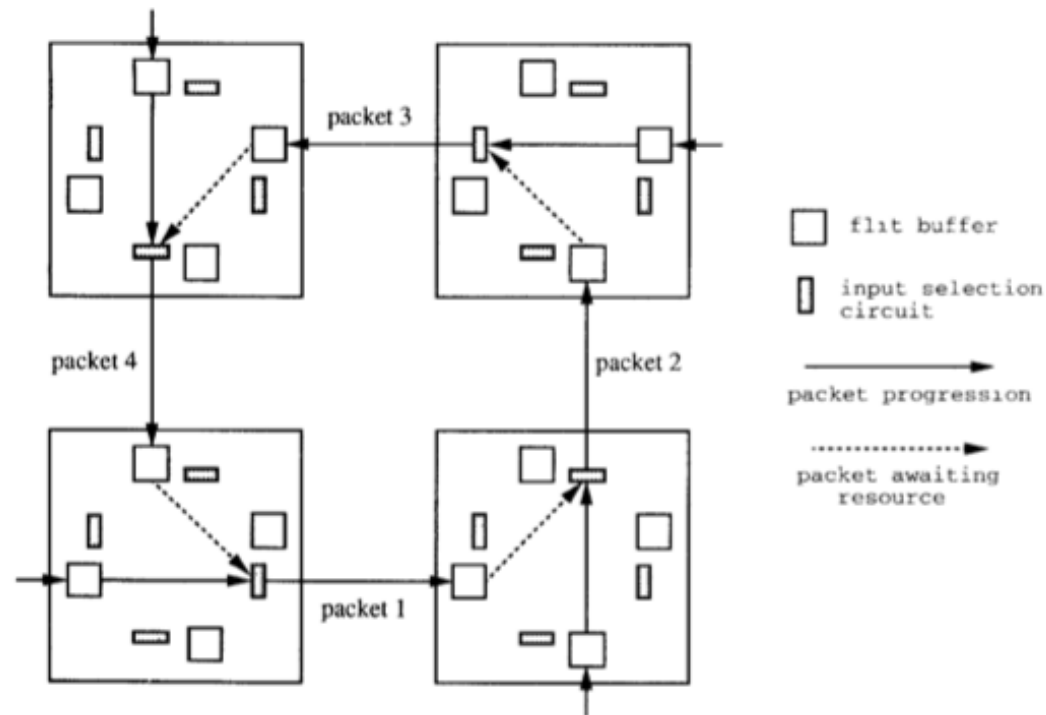 packet 3
flit buffer
input selection
circuit
packet 4
packet 2
packet progression
packet awaiting
resource
packet 1